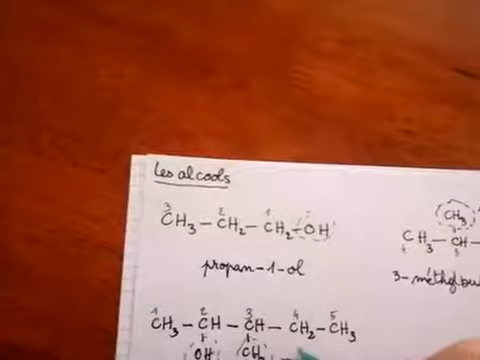 Les alcools
3 2 1
CH₃ – CH₂ – CH₂ – OH
propan-1-ol
CH₃
CH₃ – CH –
4 3
3-méthylbu
1 2 3 4 5
CH₃ – CH – CH – CH₂ – CH₃
OH CH₂